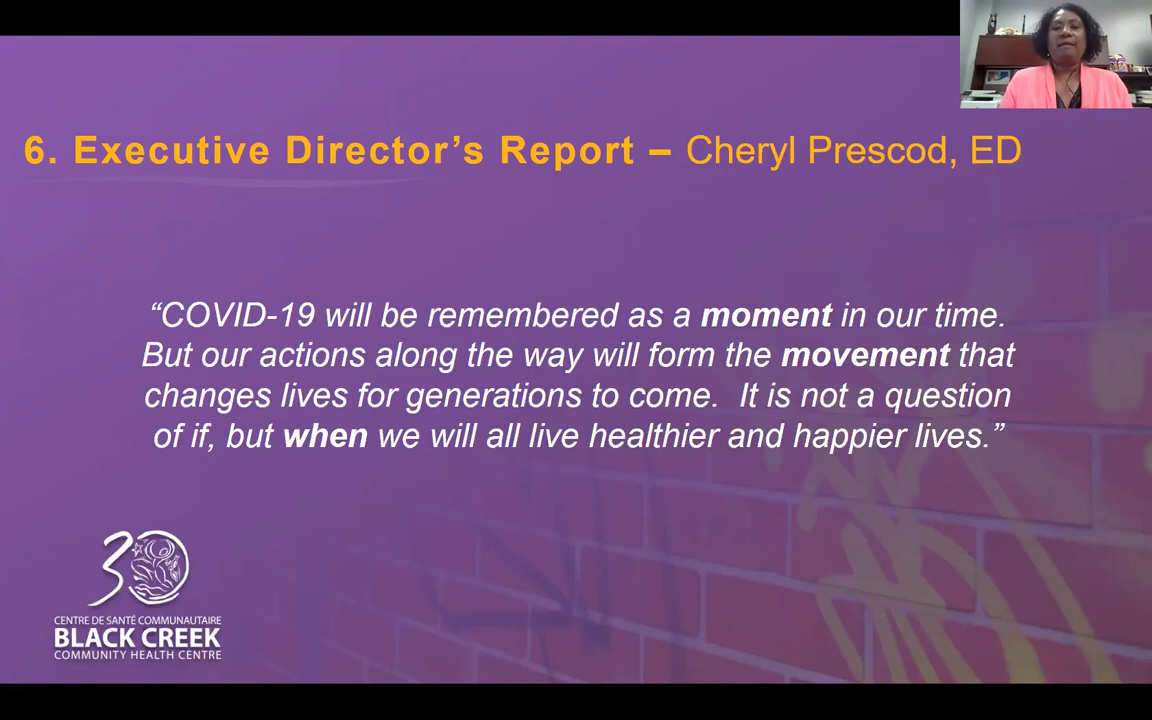 6. Executive Director’s Report – Cheryl Prescod, ED
“COVID-19 will be remembered as a moment in our time.
But our actions along the way will form the movement that
changes lives for generations to come.  It is not a question
of if, but when we will all live healthier and happier lives.”
30
CENTRE DE SANTÉ COMMUNAUTAIRE
BLACK CREEK
COMMUNITY HEALTH CENTRE